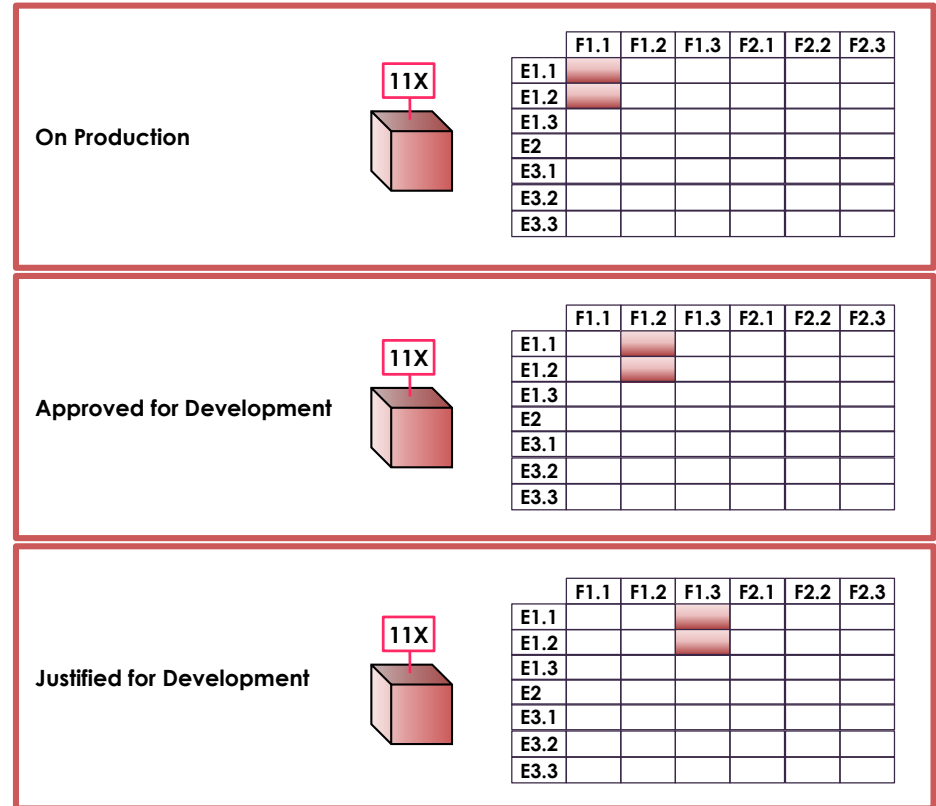 F1.1 F1.2 F1.3 F2.1 F2.2 F2.3
E1.1
11X
E1.2
E1.3
On Production
E2
E3.1
E3.2
E3.3
F1.1 F1.2 F1.3 F2.1 F2.2 F2.3
E1.1
11X
E1.2
E1.3
Approved for Development
E2
E3.1
E3.2
E3.3
F1.1 F1.2 F1.3 F2.1 F2.2 F2.3
E1.1
11X
E1.2
E1.3
Justified for Development
E2
E3.1
E3.2
E3.3